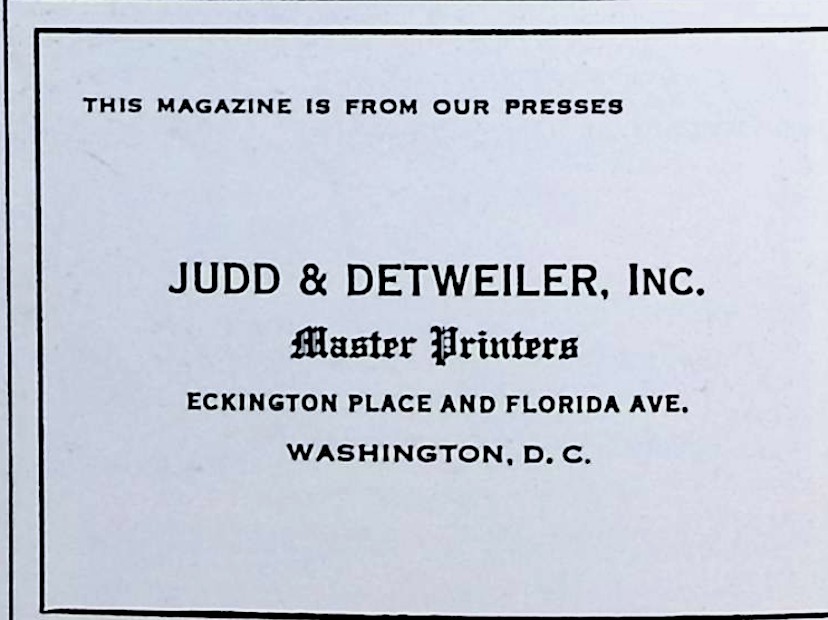 THIS MAGAZINE IS FROM OUR PRESSES
JUDD & DETWEILER, INC.
Master Printers
ECKINGTON PLACE AND FLORIDA AVE.
WASHINGTON, D. C.